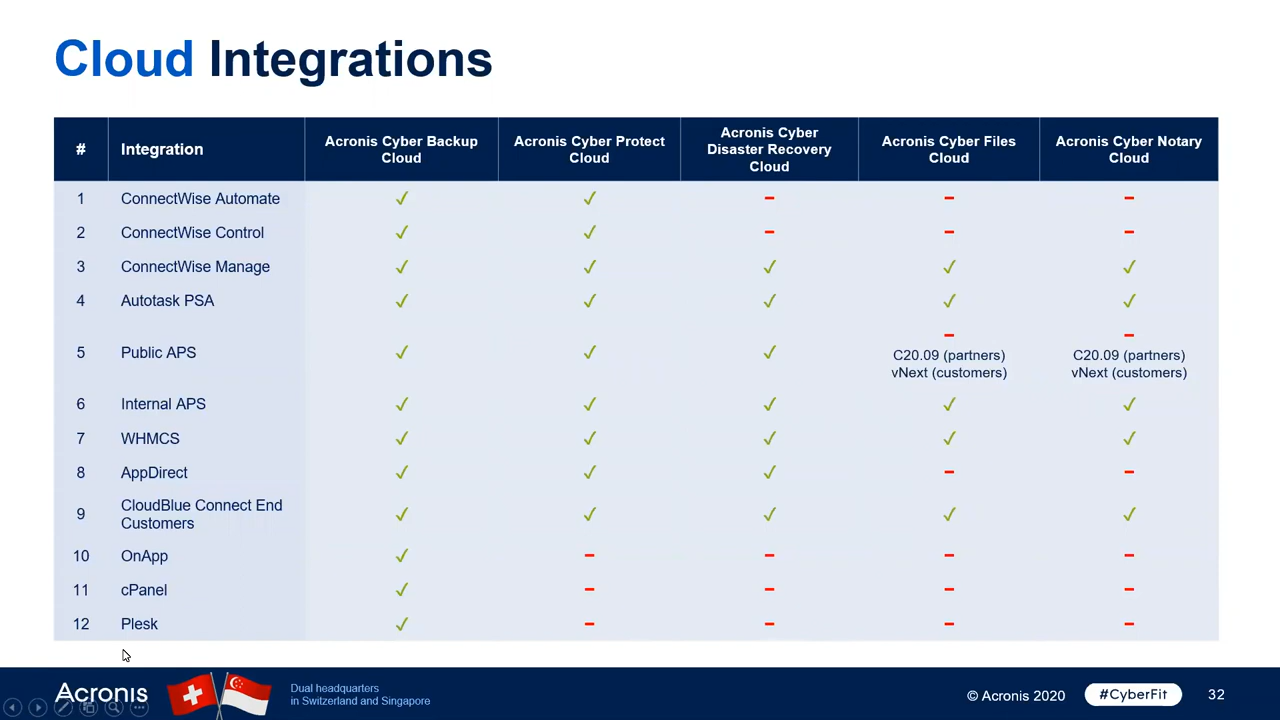 Cloud Integrations
# Integration Acronis Cyber Backup Cloud Acronis Cyber Protect Cloud Acronis Cyber Disaster Recovery Cloud Acronis Cyber Files Cloud Acronis Cyber Notary Cloud
1 ConnectWise Automate ✓ ✓ – – –
2 ConnectWise Control ✓ ✓ – – –
3 ConnectWise Manage ✓ ✓ ✓ ✓ ✓
4 Autotask PSA ✓ ✓ ✓ ✓ ✓
5 Public APS ✓ ✓ ✓ – C20.09 (partners) vNext (customers) – C20.09 (partners) vNext (customers)
6 Internal APS ✓ ✓ ✓ ✓ ✓
7 WHMCS ✓ ✓ ✓ ✓ ✓
8 AppDirect ✓ ✓ ✓ – –
9 CloudBlue Connect End Customers ✓ ✓ ✓ ✓ ✓
10 OnApp ✓ – – – –
11 cPanel ✓ – – – –
12 Plesk ✓ – – – –
Acronis
Dual headquarters
in Switzerland and Singapore
© Acronis 2020
#CyberFit
32